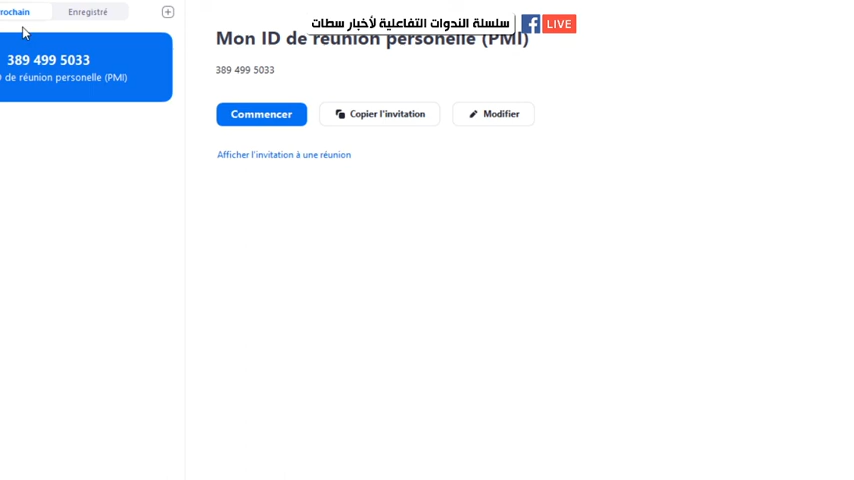 rochain
Enregistré
سلسلة الندوات التفاعلية لأخبار سطات
LIVE
389 499 5033
de réunion personelle (PMI)
Mon ID de réunion personelle (PMI)
389 499 5033
Commencer
Copier l'invitation
Modifier
Afficher l'invitation à une réunion